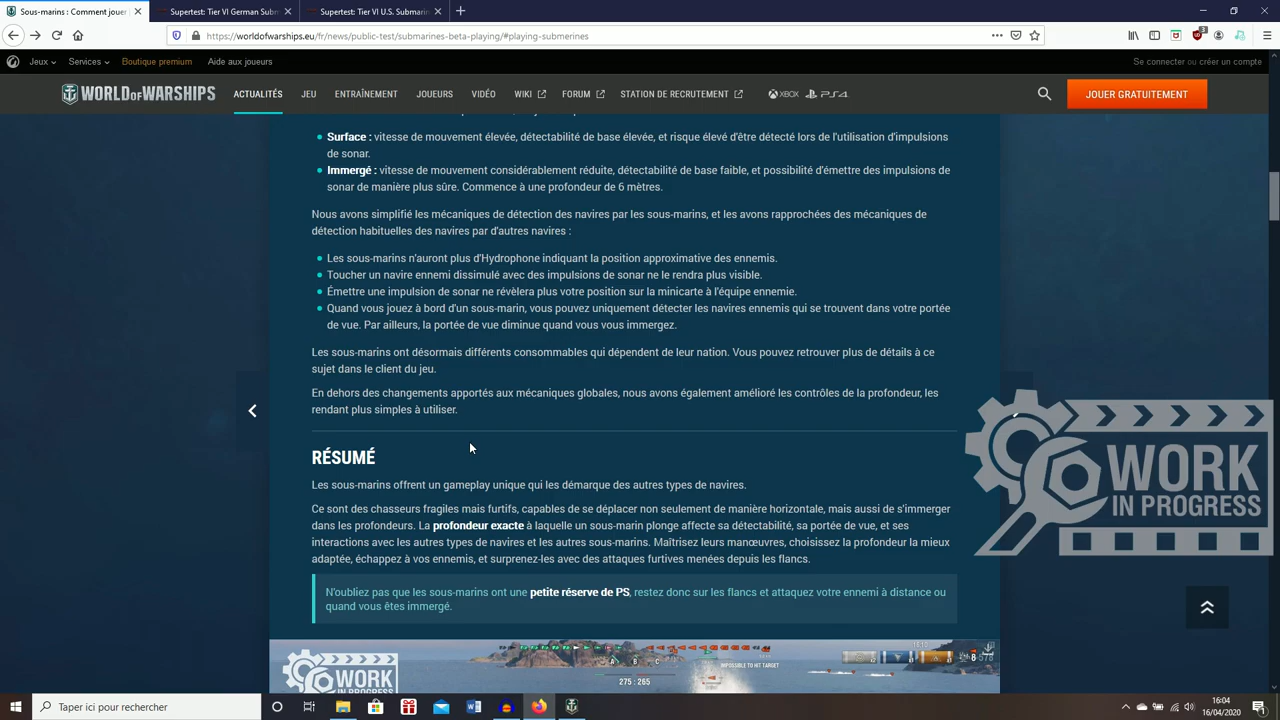 Sous-marins : Comment jouer
Supertest: Tier VI German Sub
Supertest: Tier VI U.S. Submarin
https://worldofwarships.eu/fr/news/public-test/submarines-beta-playing/#playing-submerines
Jeux
Services
Boutique premium
Aide aux joueurs
Se connecter ou créer un compte
WORLD OF WARSHIPS
ACTUALITÉS
JEU
ENTRAÎNEMENT
JOUEURS
VIDÉO
WIKI
FORUM
STATION DE RECRUTEMENT
XBOX
PS4
JOUER GRATUITEMENT
Surface : vitesse de mouvement élevée, détectabilité de base élevée, et risque élevé d'être détecté lors de l'utilisation d'impulsions
de sonar.
Immergé : vitesse de mouvement considérablement réduite, détectabilité de base faible, et possibilité d'émettre des impulsions de
sonar de manière plus sûre. Commence à une profondeur de 6 mètres.
Nous avons simplifié les mécaniques de détection des navires par les sous-marins, et les avons rapprochées des mécaniques de
détection habituelles des navires par d'autres navires :
Les sous-marins n'auront plus d'Hydrophone indiquant la position approximative des ennemis.
Toucher un navire ennemi dissimulé avec des impulsions de sonar ne le rendra plus visible.
Émettre une impulsion de sonar ne révèlera plus votre position sur la minicarte à l'équipe ennemie.
Quand vous jouez à bord d'un sous-marin, vous pouvez uniquement détecter les navires ennemis qui se trouvent dans votre portée
de vue. Par ailleurs, la portée de vue diminue quand vous vous immergez.
Les sous-marins ont désormais différents consommables qui dépendent de leur nation. Vous pouvez retrouver plus de détails à ce
sujet dans le client du jeu.
En dehors des changements apportés aux mécaniques globales, nous avons également amélioré les contrôles de la profondeur, les
rendant plus simples à utiliser.
WORK
IN PROGRESS
RÉSUMÉ
Les sous-marins offrent un gameplay unique qui les démarque des autres types de navires.
Ce sont des chasseurs fragiles mais furtifs, capables de se déplacer non seulement de manière horizontale, mais aussi de s'immerger
dans les profondeurs. La profondeur exacte à laquelle un sous-marin plonge affecte sa détectabilité, sa portée de vue, et ses
interactions avec les autres types de navires et les autres sous-marins. Maîtrisez leurs manœuvres, choisissez la profondeur la mieux
adaptée, échappez à vos ennemis, et surprenez-les avec des attaques furtives menées depuis les flancs.
N'oubliez pas que les sous-marins ont une petite réserve de PS, restez donc sur les flancs et attaquez votre ennemi à distance ou
quand vous êtes immergé.
WORK
A B C
275 : 265
IMPOSSIBLE TO HIT TARGET
Taper ici pour rechercher
16:04
16/04/2020